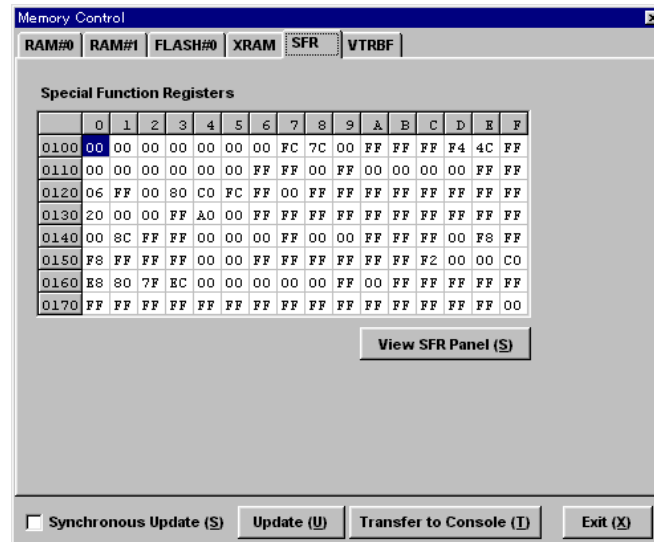 Memory Control
RAM#0 RAM#1 FLASH#0 XRAM SFR VTRBF
Special Function Registers
0 1 2 3 4 5 6 7 8 9 A B C D E F
0100 00 00 00 00 00 00 00 FC 7C 00 FF FF FF F4 4C FF
0110 00 00 00 00 00 00 FF FF 00 FF 00 00 00 00 FF FF
0120 06 FF 00 80 C0 FC FF 00 FF FF FF FF FF FF FF FF
0130 20 00 00 FF A0 00 FF FF FF FF FF FF FF FF FF FF
0140 00 8C FF FF 00 00 00 FF 00 00 FF FF FF 00 F8 FF
0150 F8 FF FF FF 00 00 FF FF FF FF FF FF F2 00 00 C0
0160 E8 80 7F EC 00 00 00 00 00 FF 00 FF FF FF FF FF
0170 FF FF FF FF FF FF FF FF FF FF FF FF FF FF FF 00
View SFR Panel (S)
Synchronous Update (S) Update (U) Transfer to Console (T) Exit (X)